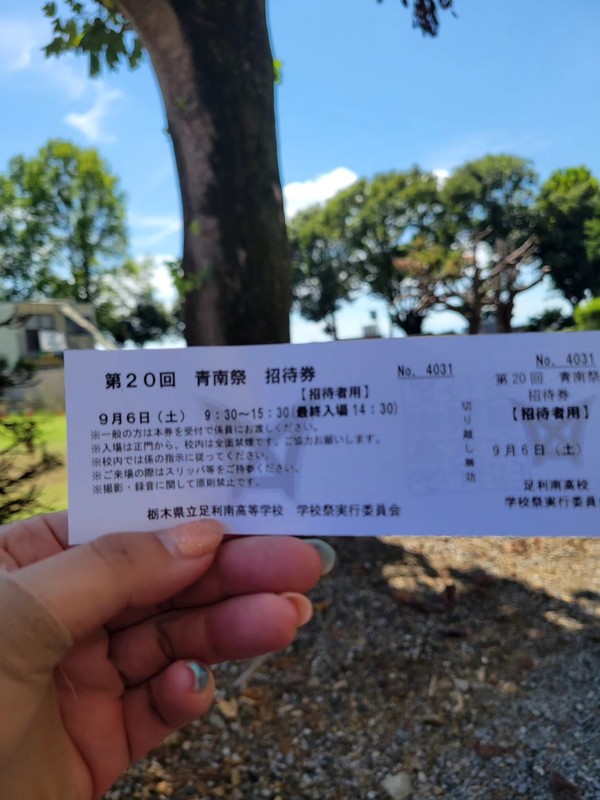 第20回 青南祭 招待券
No. 4031
【招待者用】
9月6日(土) 9:30~15:30(最終入場14:30)
※一般の方は本券を受付で係員にお渡しください。
※入場は正門から、校内は全面禁煙です。ご協力お願いします。
※校内では係の指示に従ってください。
※ご来場の際はスリッパ等をご持参ください。
※撮影・録音に関して原則禁止です。
栃木県立足利南高等学校 学校祭実行委員会
切り離し無効
No. 4031
第20回 青南祭
招待券
【招待者用】
9月6日(土)
足利南高校
学校祭実行委員会